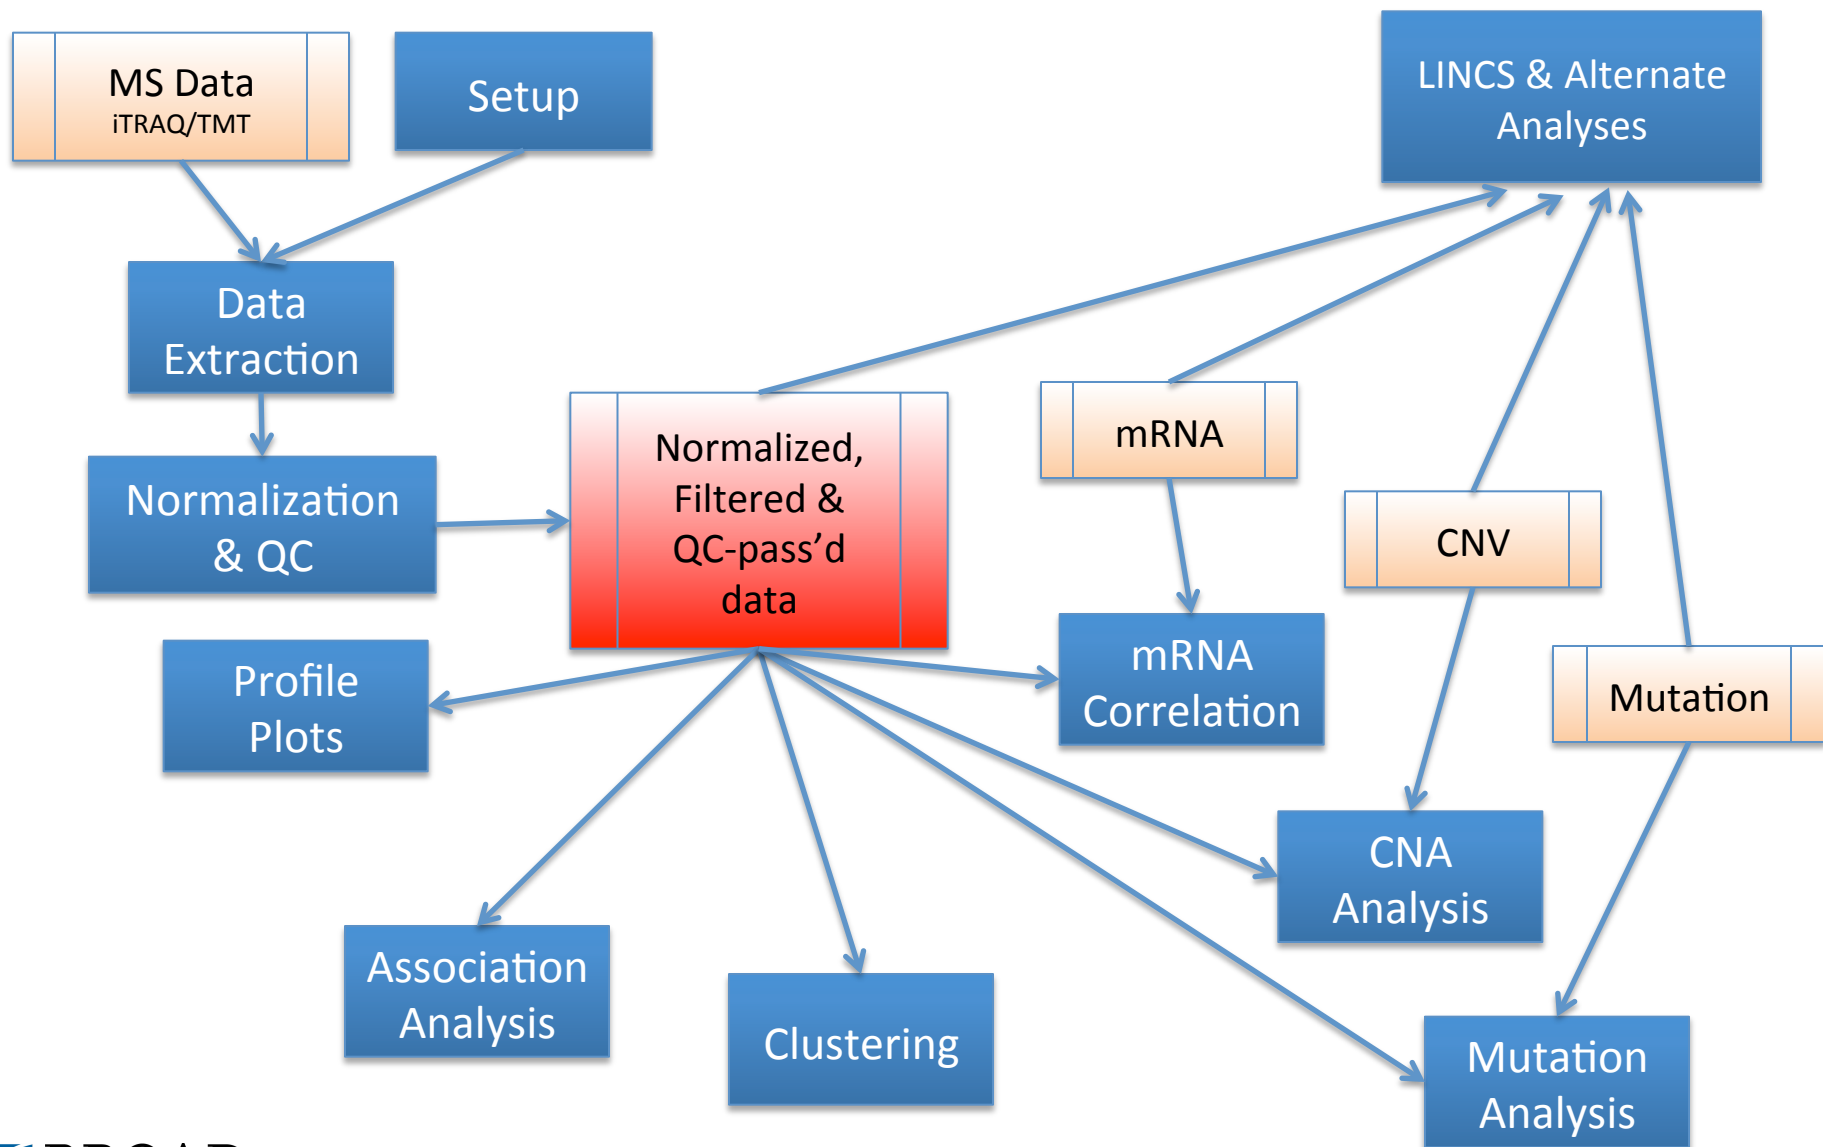 MS Data
iTRAQ/TMT
Setup
LINCS & Alternate
Analyses
Data
Extraction
Normalized,
Filtered &
QC-pass'd
data
mRNA
Normalization
& QC
CNV
Profile
Plots
mRNA
Correlation
Mutation
CNA
Analysis
Association
Analysis
Clustering
Mutation
Analysis
BROAD